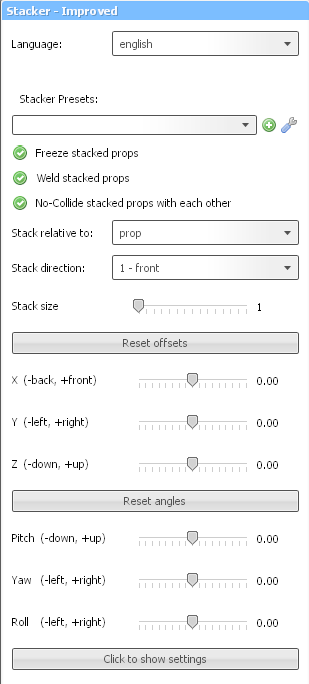 Stacker - Improved
Language: english
Stacker Presets:
Freeze stacked props
Weld stacked props
No-Collide stacked props with each other
Stack relative to: prop
Stack direction: 1 - front
Stack size 1
Reset offsets
X (-back, +front) 0.00
Y (-left, +right) 0.00
Z (-down, +up) 0.00
Reset angles
Pitch (-down, +up) 0.00
Yaw (-left, +right) 0.00
Roll (-left, +right) 0.00
Click to show settings